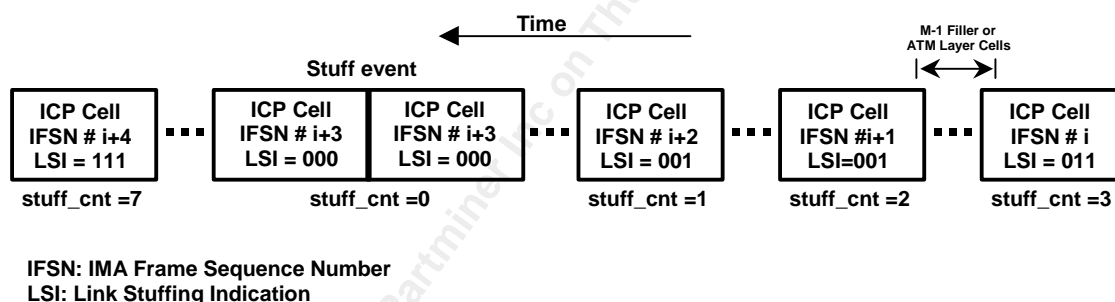 Time
M-1 Filler or
ATM Layer Cells
Stuff event
ICP Cell
IFSN # i+4
LSI = 111
ICP Cell
IFSN # i+3
LSI = 000
ICP Cell
IFSN # i+3
LSI = 000
ICP Cell
IFSN # i+2
LSI = 001
ICP Cell
IFSN #i+1
LSI=001
ICP Cell
IFSN # i
LSI = 011
stuff_cnt =7
stuff_cnt =0
stuff_cnt =1
stuff_cnt =2
stuff_cnt =3
IFSN: IMA Frame Sequence Number
LSI: Link Stuffing Indication
Partminer Inc on